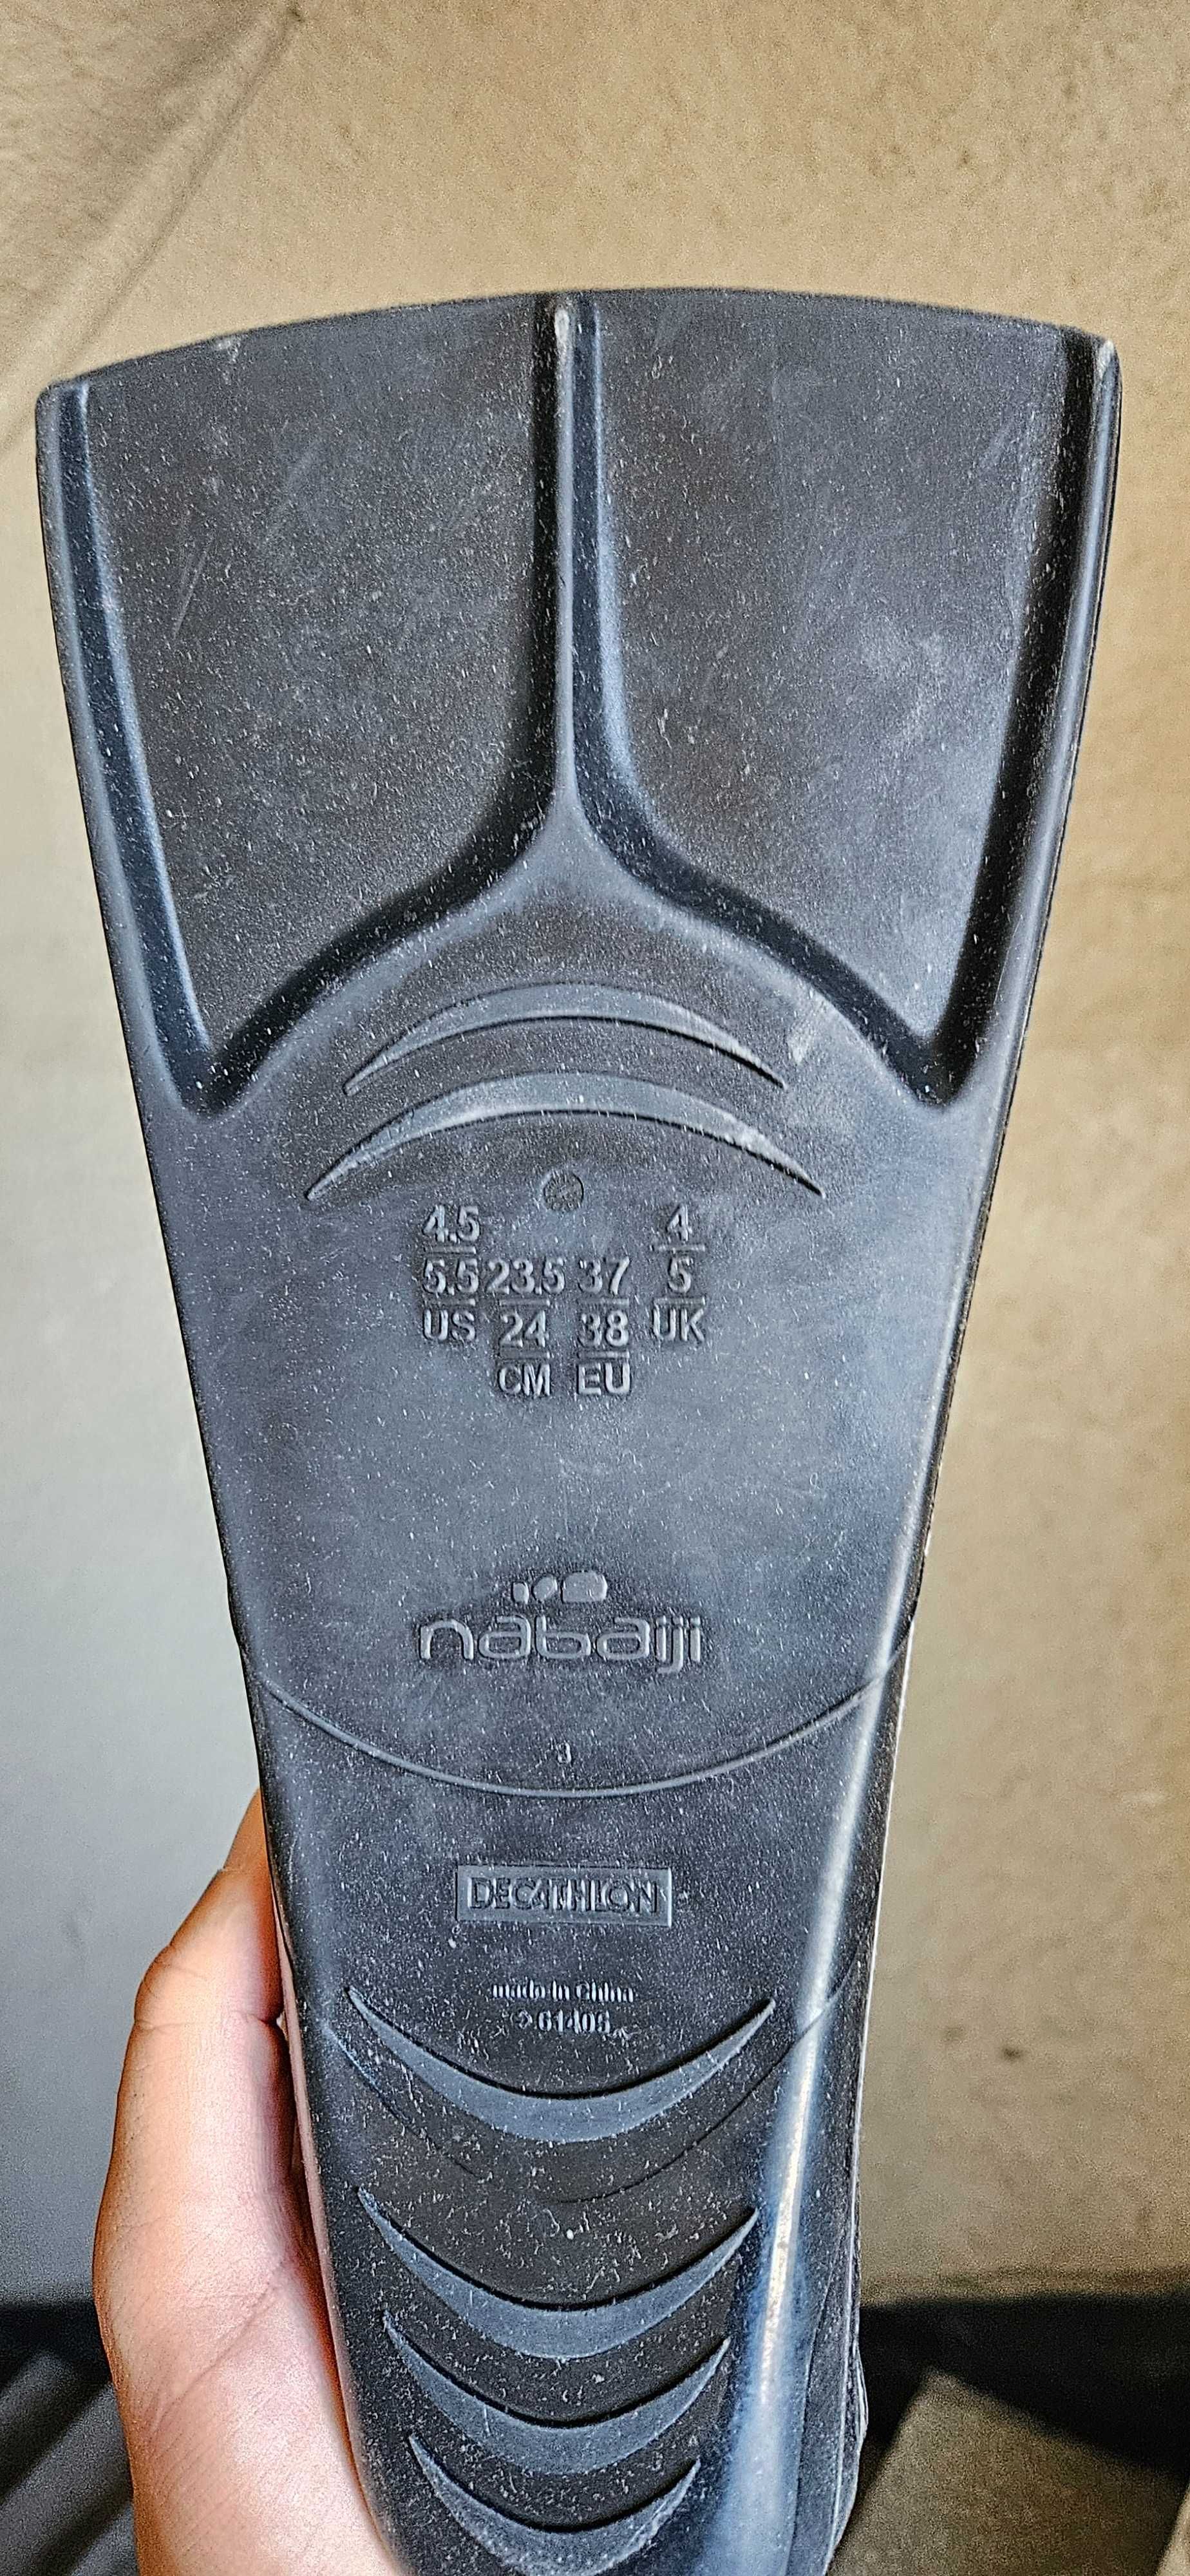 4.5 4
5.5 23.5 37 5
US 24 38 UK
CM EU
nabaiji
3
DECATHLON
made in China